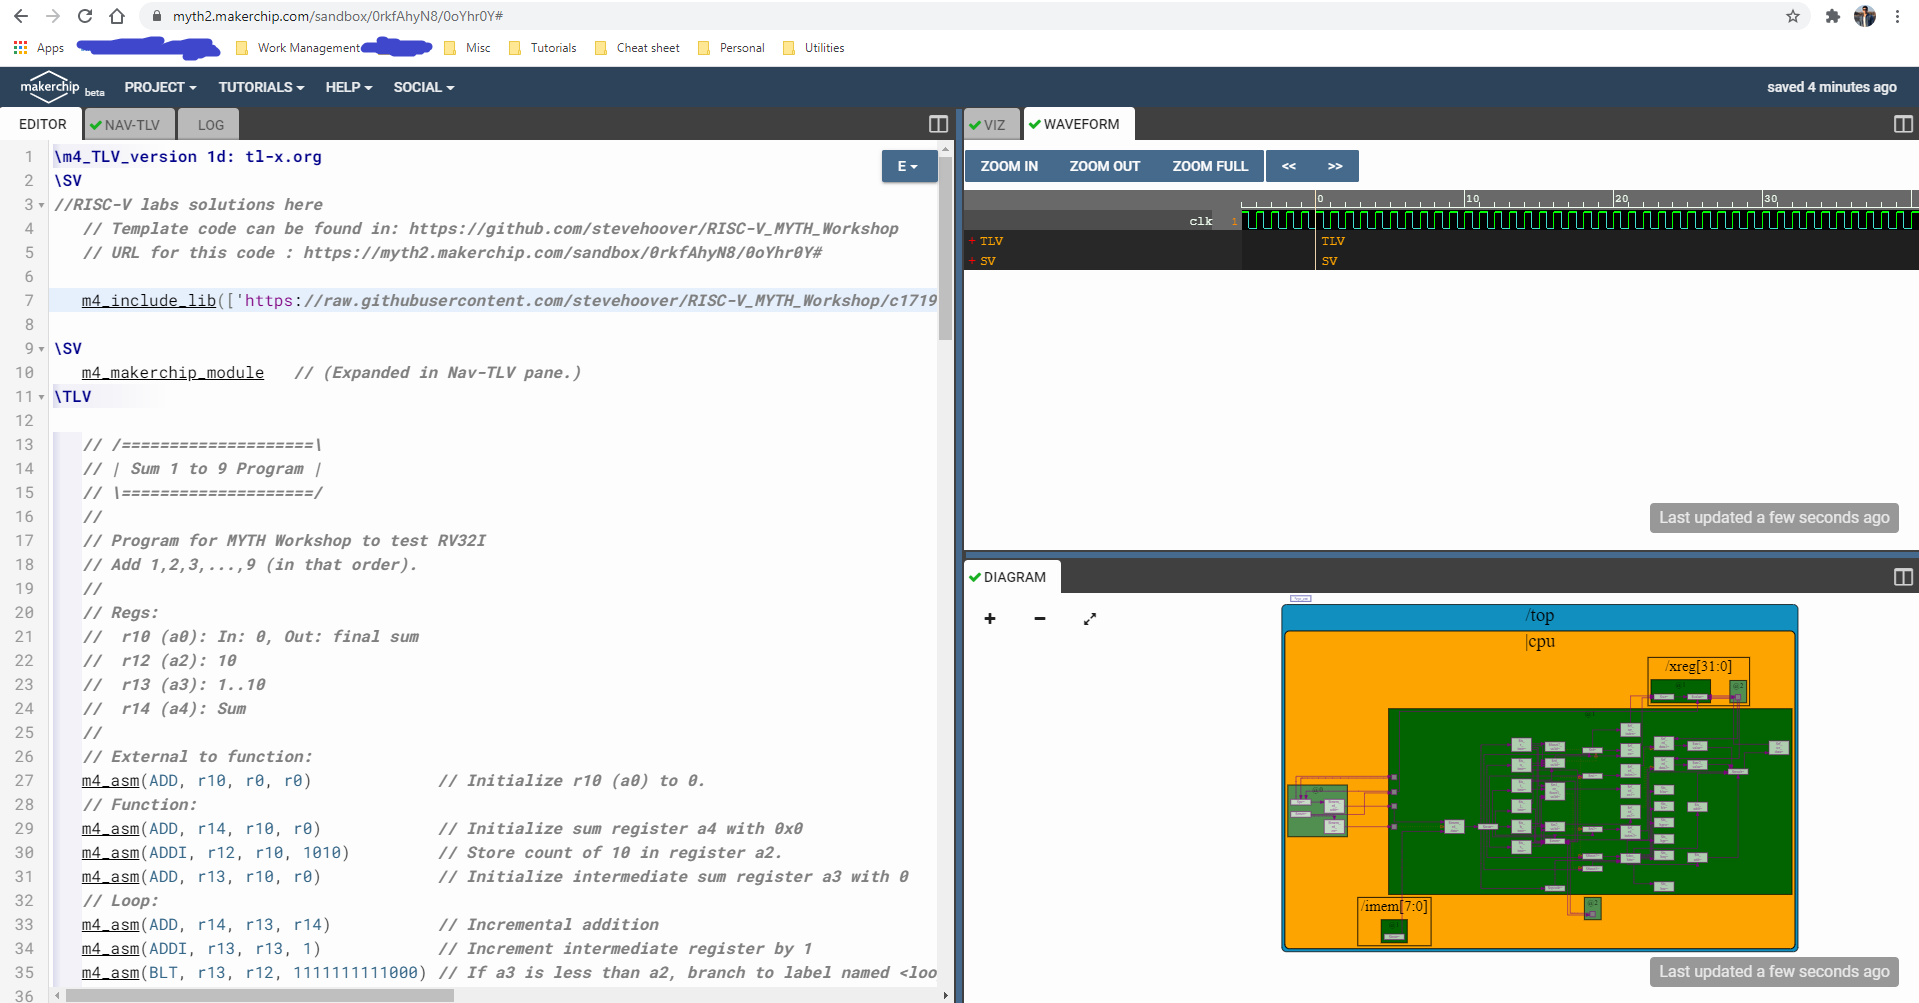 myth2.makerchip.com/sandbox/0rkfAhyN8/0oYhr0Y#
Apps Work Management Misc Tutorials Cheat sheet Personal Utilities
makerchip beta PROJECT TUTORIALS HELP SOCIAL saved 4 minutes ago
EDITOR NAV-TLV LOG
E
1 \m4_TLV_version 1d: tl-x.org
2 \SV
3 //RISC-V labs solutions here
4 // Template code can be found in: https://github.com/stevehoover/RISC-V_MYTH_Workshop
5 // URL for this code : https://myth2.makerchip.com/sandbox/0rkfAhyN8/0oYhr0Y#
6
7 m4_include_lib(['https://raw.githubusercontent.com/stevehoover/RISC-V_MYTH_Workshop/c1719
8
9 \SV
10 m4_makerchip_module // (Expanded in Nav-TLV pane.)
11 \TLV
12
13 // /====================\
14 // | Sum 1 to 9 Program |
15 // \====================/
16 //
17 // Program for MYTH Workshop to test RV32I
18 // Add 1,2,3,...,9 (in that order).
19 //
20 // Regs:
21 // r10 (a0): In: 0, Out: final sum
22 // r12 (a2): 10
23 // r13 (a3): 1..10
24 // r14 (a4): Sum
25 //
26 // External to function:
27 m4_asm(ADD, r10, r0, r0) // Initialize r10 (a0) to 0.
28 // Function:
29 m4_asm(ADD, r14, r10, r0) // Initialize sum register a4 with 0x0
30 m4_asm(ADDI, r12, r10, 1010) // Store count of 10 in register a2.
31 m4_asm(ADD, r13, r10, r0) // Initialize intermediate sum register a3 with 0
32 // Loop:
33 m4_asm(ADD, r14, r13, r14) // Incremental addition
34 m4_asm(ADDI, r13, r13, 1) // Increment intermediate register by 1
35 m4_asm(BLT, r13, r12, 1111111111000) // If a3 is less than a2, branch to label named <loo
36
VIZ WAVEFORM
ZOOM IN ZOOM OUT ZOOM FULL << >>
0 10 20 30
clk 1
+ TLV TLV
+ SV SV
Last updated a few seconds ago
DIAGRAM
/top
|cpu
/xreg[31:0]
/imem[7:0]
Last updated a few seconds ago